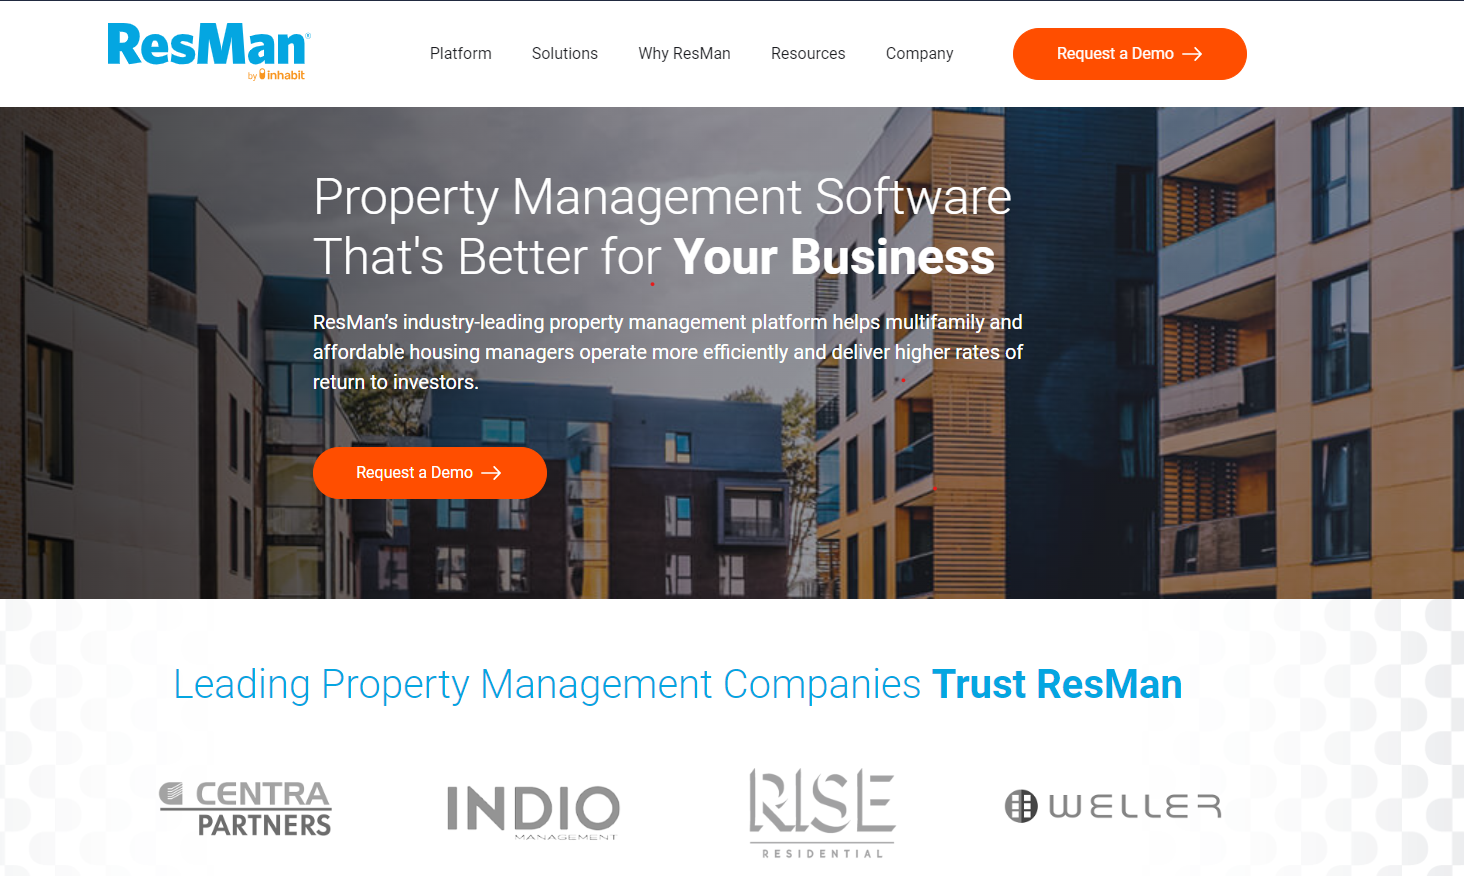 ResMan®
by inhabit
Platform
Solutions
Why ResMan
Resources
Company
Request a Demo
Property Management Software
That's Better for Your Business
ResMan’s industry-leading property management platform helps multifamily and
affordable housing managers operate more efficiently and deliver higher rates of
return to investors.
Request a Demo
Leading Property Management Companies Trust ResMan
CENTRA
PARTNERS
INDIO
MANAGEMENT
RISE
RESIDENTIAL
WELLER